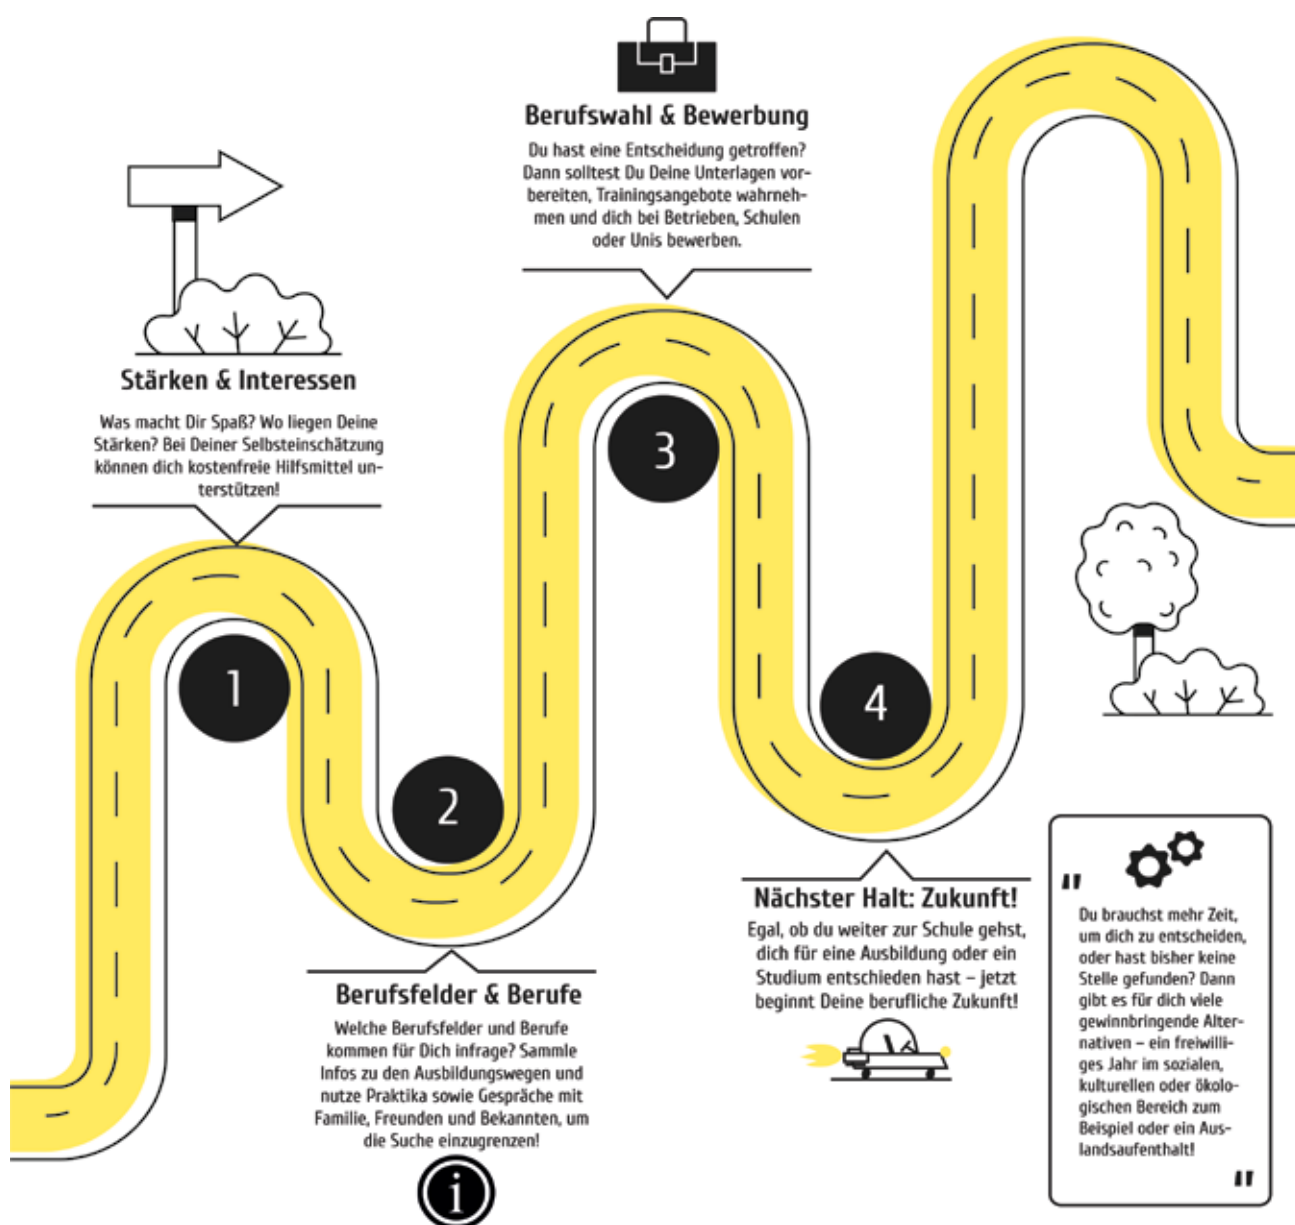 Stärken & Interessen
Was macht Dir Spaß? Wo liegen Deine
Stärken? Bei Deiner Selbsteinschätzung
können dich kostenfreie Hilfsmittel un-
terstützen!
1
Berufsfelder & Berufe
Welche Berufsfelder und Berufe
kommen für Dich infrage? Sammle
Infos zu den Ausbildungswegen und
nutze Praktika sowie Gespräche mit
Familie, Freunden und Bekannten, um
die Suche einzugrenzen!
2
i
Berufswahl & Bewerbung
Du hast eine Entscheidung getroffen?
Dann solltest Du Deine Unterlagen vor-
bereiten, Trainingsangebote wahrneh-
men und dich bei Betrieben, Schulen
oder Unis bewerben.
3
4
Nächster Halt: Zukunft!
Egal, ob du weiter zur Schule gehst,
dich für eine Ausbildung oder ein
Studium entschieden hast – jetzt
beginnt Deine berufliche Zukunft!
"
Du brauchst mehr Zeit,
um dich zu entscheiden,
oder hast bisher keine
Stelle gefunden? Dann
gibt es für dich viele
gewinnbringende Alter-
nativen – ein freiwilli-
ges Jahr im sozialen,
kulturellen oder ökolo-
gischen Bereich zum
Beispiel oder ein Aus-
landsaufenthalt!
"